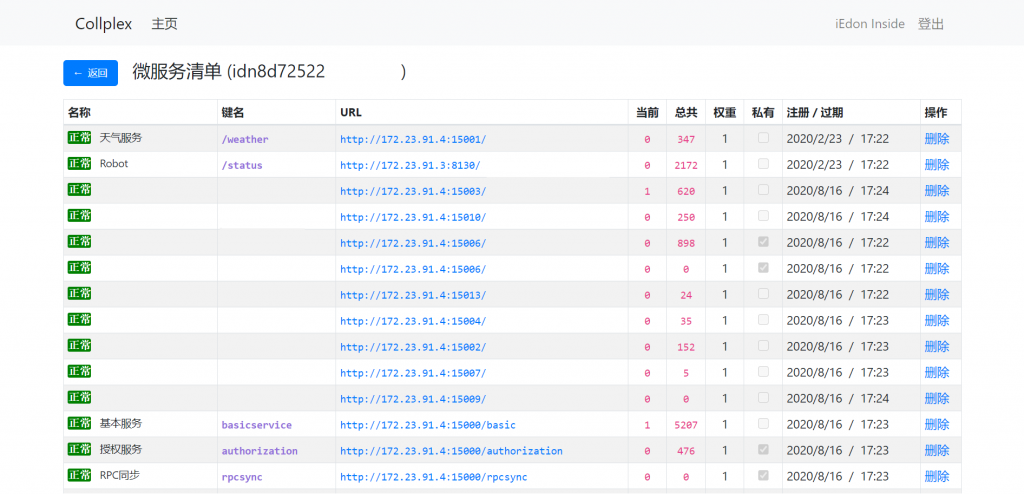 Collplex 主页 iEdon Inside 登出
← 返回 微服务清单 (idn8d72522 )
名称 键名 URL 当前 总共 权重 私有 注册 / 过期 操作
正常 天气服务 /weather http://172.23.91.4:15001/ 0 347 1 2020/2/23 / 17:22 删除
正常 Robot /status http://172.23.91.3:8130/ 0 2172 1 2020/2/23 / 17:22 删除
正常 http://172.23.91.4:15003/ 1 620 1 2020/8/16 / 17:24 删除
正常 http://172.23.91.4:15010/ 0 250 1 2020/8/16 / 17:24 删除
正常 http://172.23.91.4:15006/ 0 898 1 2020/8/16 / 17:22 删除
正常 http://172.23.91.4:15006/ 0 0 1 2020/8/16 / 17:22 删除
正常 http://172.23.91.4:15013/ 0 24 1 2020/8/16 / 17:22 删除
正常 http://172.23.91.4:15004/ 0 35 1 2020/8/16 / 17:23 删除
正常 http://172.23.91.4:15002/ 0 152 1 2020/8/16 / 17:23 删除
正常 http://172.23.91.4:15007/ 0 5 1 2020/8/16 / 17:23 删除
正常 http://172.23.91.4:15009/ 0 0 1 2020/8/16 / 17:24 删除
正常 基本服务 basicservice http://172.23.91.4:15000/basic 1 5207 1 2020/8/16 / 17:23 删除
正常 授权服务 authorization http://172.23.91.4:15000/authorization 0 476 1 2020/8/16 / 17:23 删除
正常 RPC同步 rpcsync http://172.23.91.4:15000/rpcsync 0 0 1 2020/8/16 / 17:23 删除